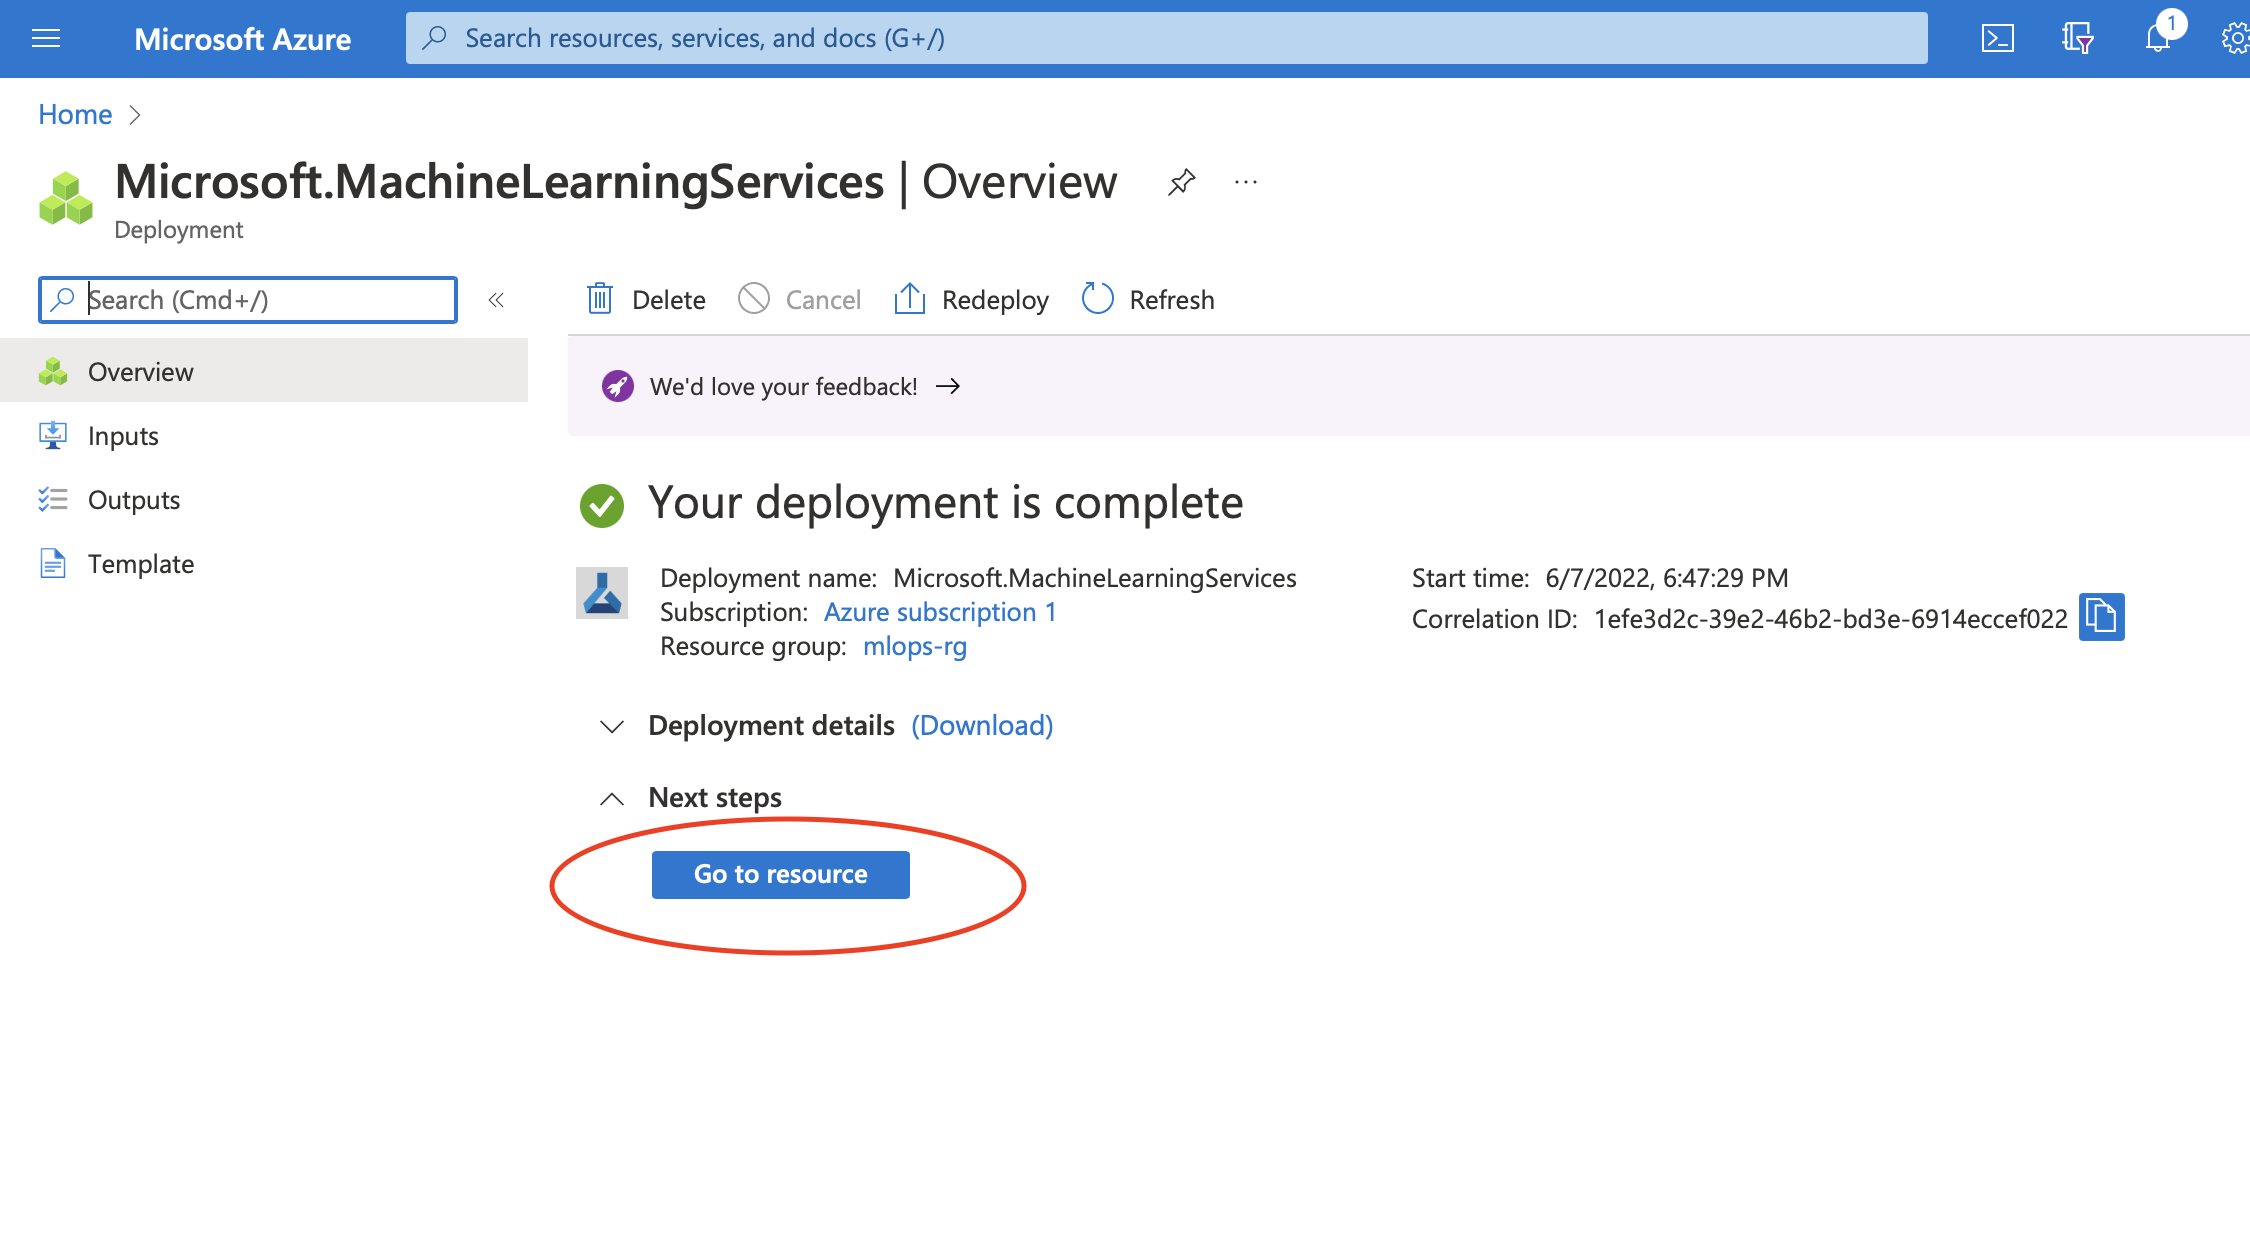 Microsoft Azure
Search resources, services, and docs (G+/)
1
Home
Microsoft.MachineLearningServices | Overview
Deployment
Search (Cmd+/)
Delete
Cancel
Redeploy
Refresh
Overview
Inputs
Outputs
Template
We'd love your feedback!
Your deployment is complete
Deployment name: Microsoft.MachineLearningServices
Subscription: Azure subscription 1
Resource group: mlops-rg
Start time: 6/7/2022, 6:47:29 PM
Correlation ID: 1efe3d2c-39e2-46b2-bd3e-6914eccef022
Deployment details (Download)
Next steps
Go to resource